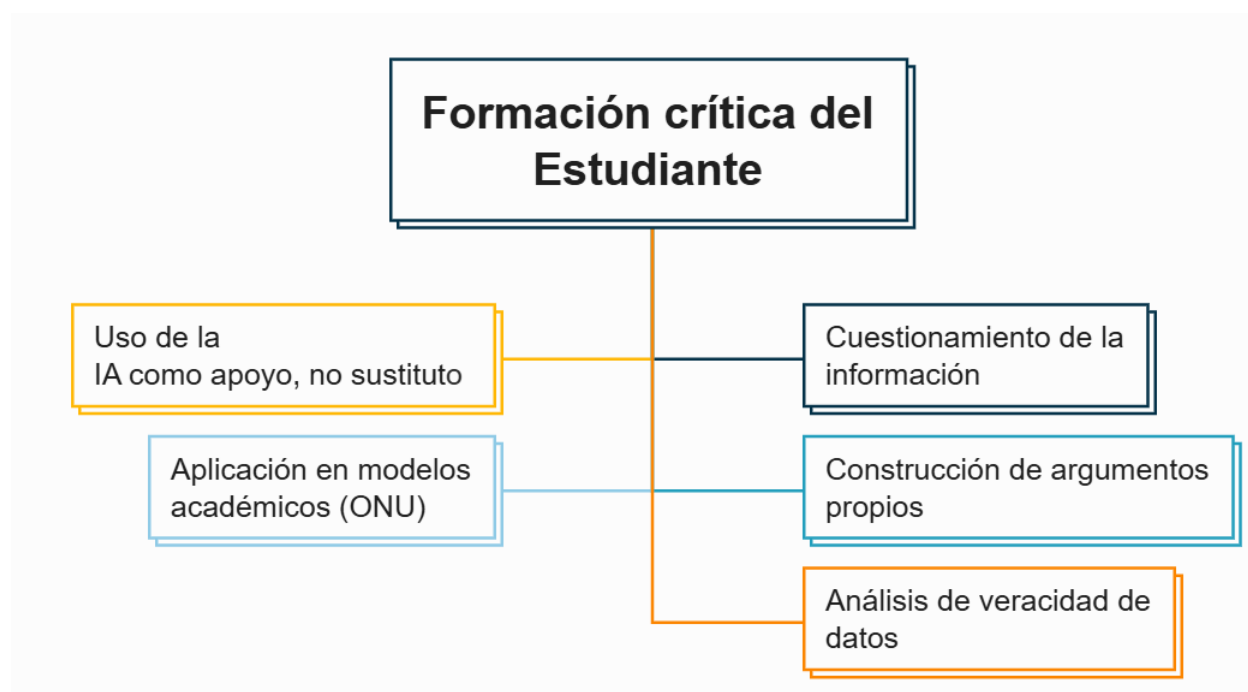 Formación crítica del
Estudiante
Uso de la
IA como apoyo, no sustituto
Cuestionamiento de la
información
Aplicación en modelos
académicos (ONU)
Construcción de argumentos
propios
Análisis de veracidad de
datos